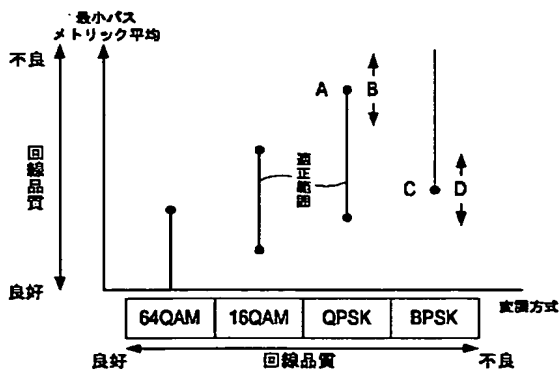 最小パス
メトリック平均
不良
回線品質
良好
A
B
C
D
適正範囲
変調方式
64QAM
16QAM
QPSK
BPSK
良好
回線品質
不良